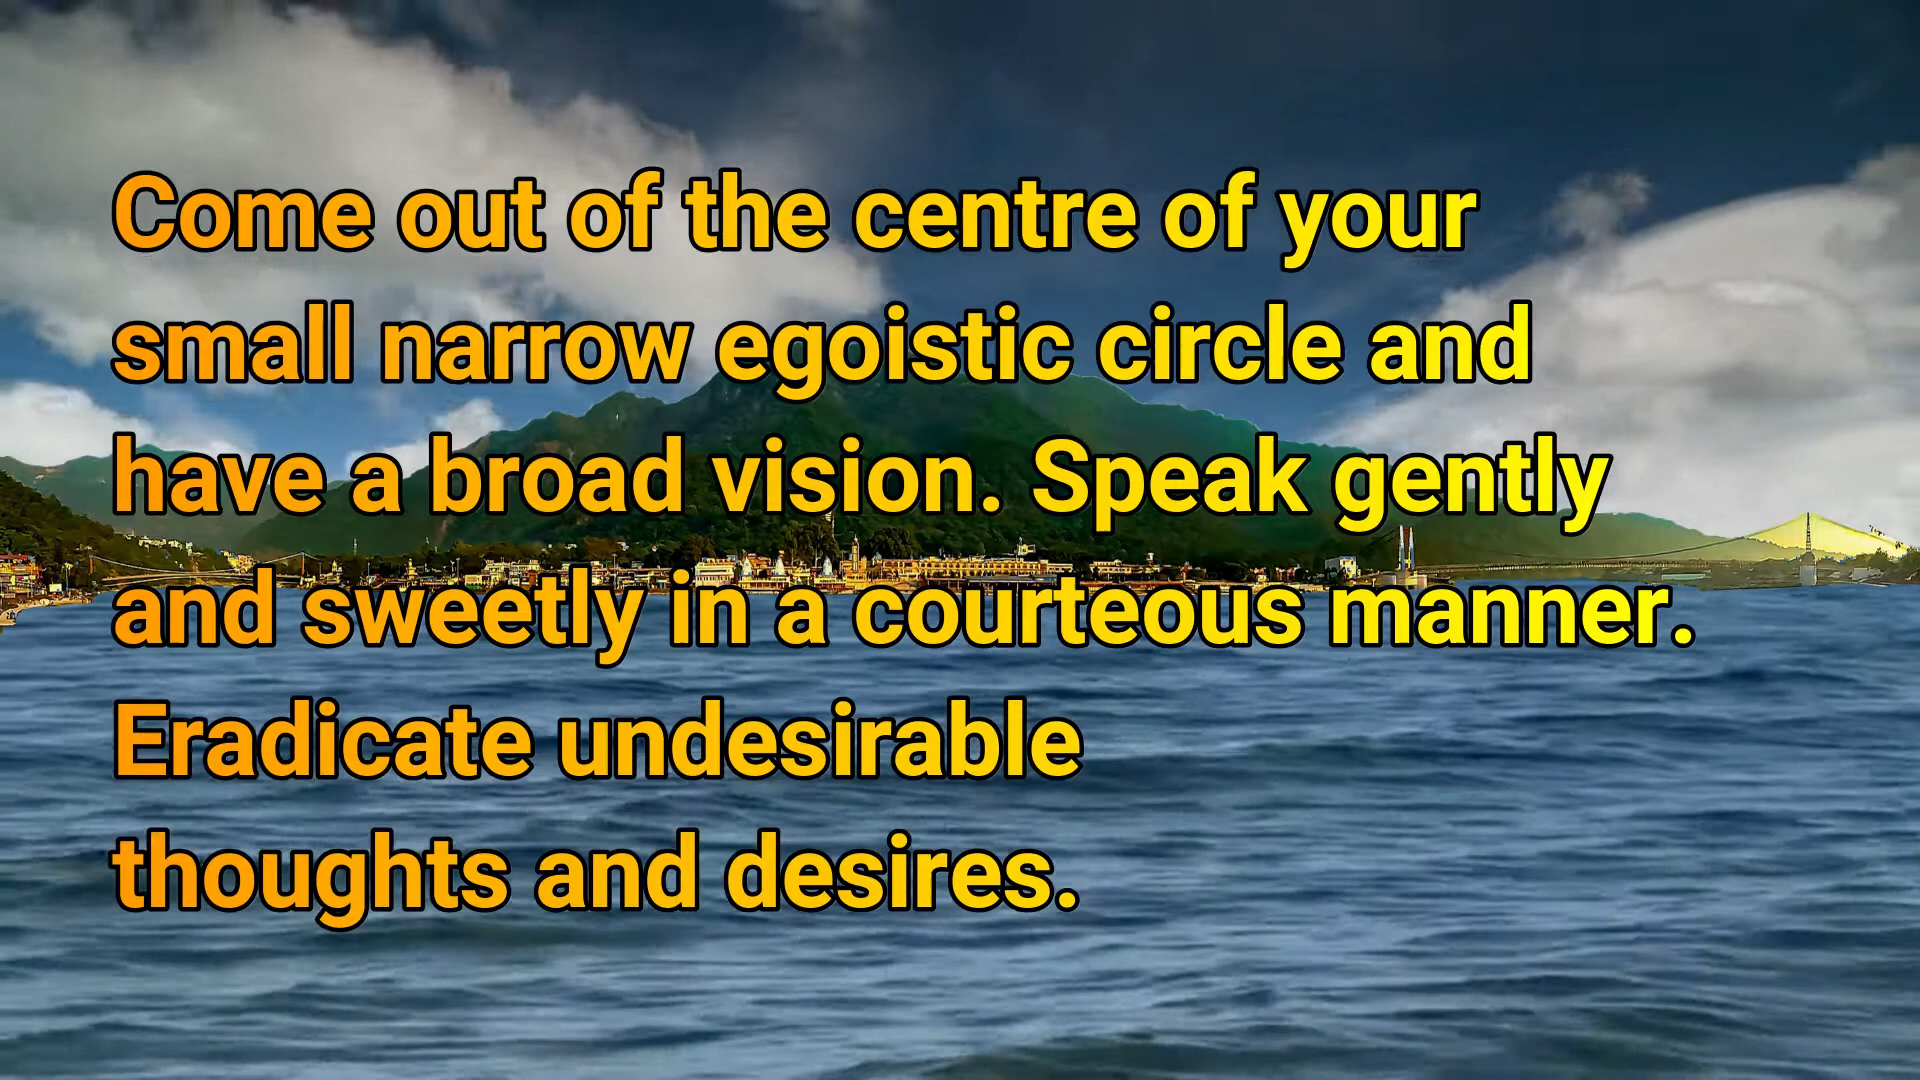 Come out of the centre of your
small narrow egoistic circle and
have a broad vision. Speak gently
and sweetly in a courteous manner.
Eradicate undesirable
thoughts and desires.